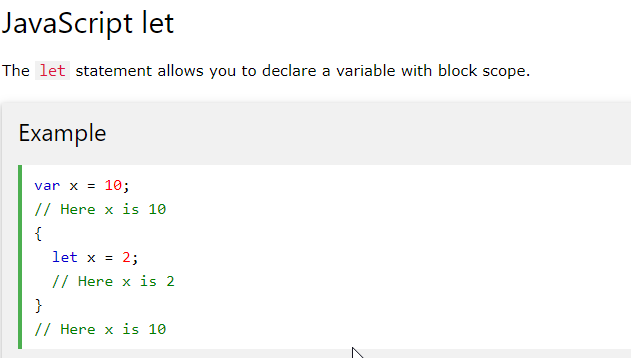 JavaScript let
The let statement allows you to declare a variable with block scope.
Example
var x = 10;
// Here x is 10
{
  let x = 2;
  // Here x is 2
}
// Here x is 10